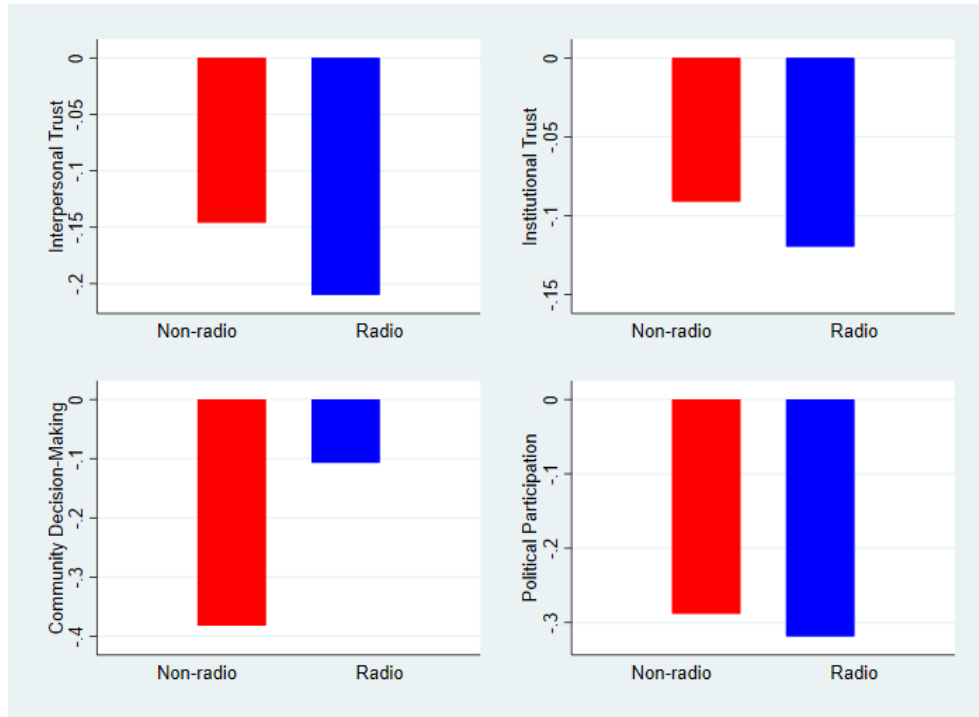 Interpersonal Trust
0
-.05
-.1
-.15
-.2
Non-radio Radio
Institutional Trust
0
-.05
-.1
-.15
Non-radio Radio
Community Decision-Making
0
-.1
-.2
-.3
-.4
Non-radio Radio
Political Participation
0
-.1
-.2
-.3
Non-radio Radio